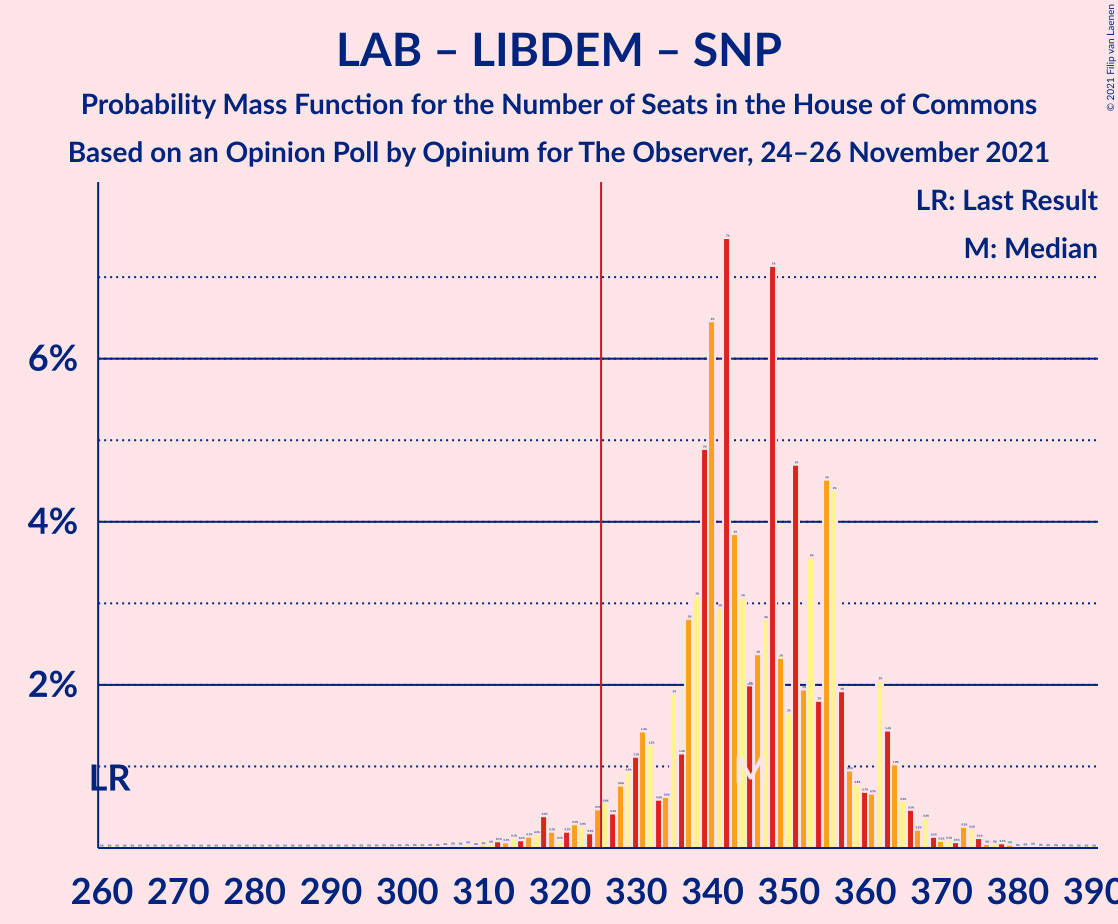 LAB – LIBDEM – SNP
Probability Mass Function for the Number of Seats in the House of Commons
Based on an Opinion Poll by Opinium for The Observer, 24–26 November 2021
© 2021 Filip van Laenen
LR: Last Result
M: Median
6%
4%
2%
LR
M
260 270 280 290 300 310 320 330 340 350 360 370 380 390